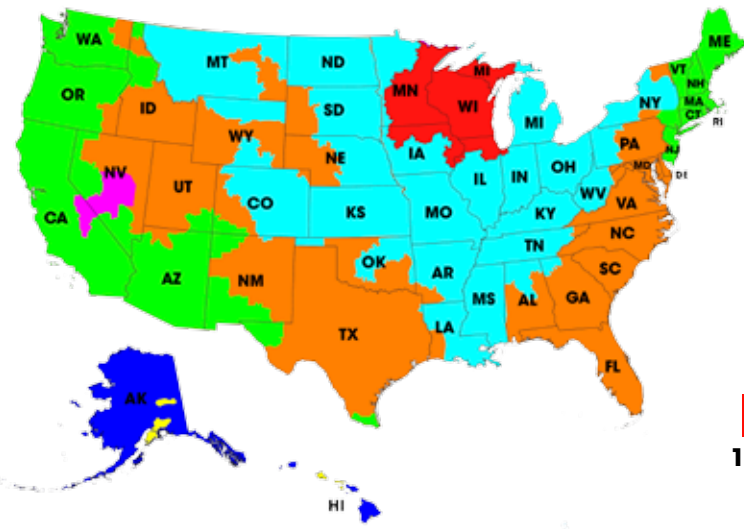 WA
ME
MT
ND
VT
NH
MI
OR
MN
MA
WI
CT
RI
ID
SD
NY
MI
WY
IA
PA
NJ
NE
OH
MD
DE
NV
UT
IL
IN
WV
CO
VA
CA
KS
MO
KY
NC
TN
OK
SC
AZ
NM
AR
MS
AL
GA
LA
TX
FL
AK
1
HI